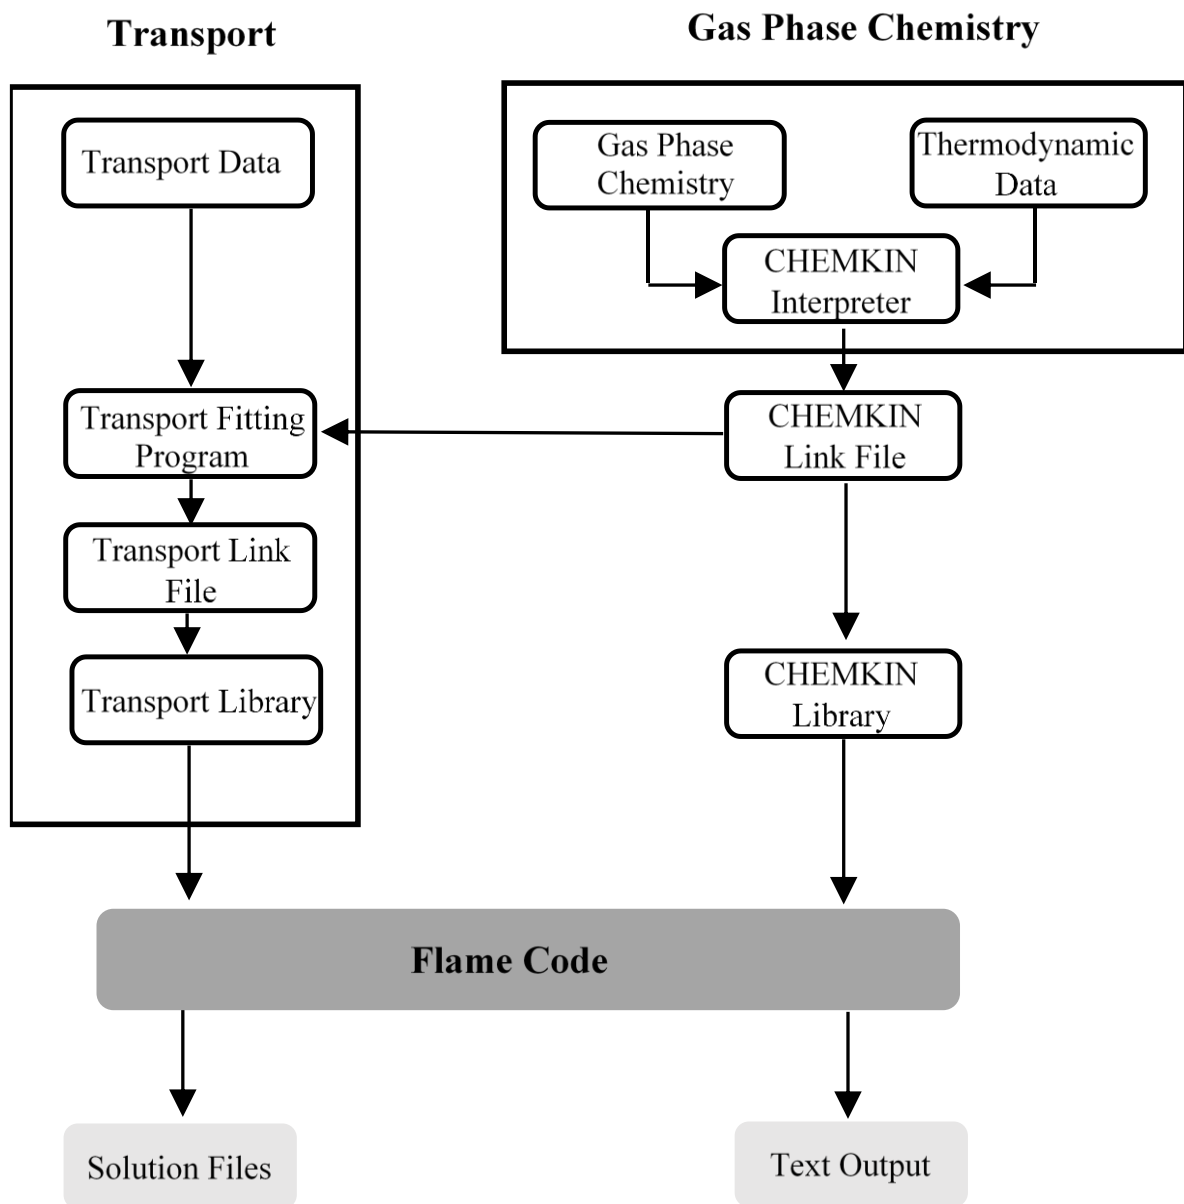 Transport
Gas Phase Chemistry
Transport Data
Gas Phase
Chemistry
Thermodynamic
Data
CHEMKIN
Interpreter
Transport Fitting
Program
CHEMKIN
Link File
Transport Link
File
Transport Library
CHEMKIN
Library
Flame Code
Solution Files
Text Output